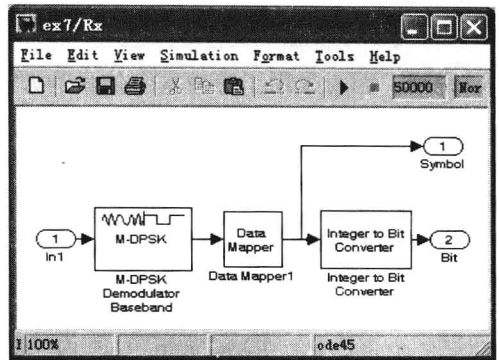 ex7/Rx
File Edit View Simulation Format Tools Help
50000 Nor
1
Symbol
1
In1
M-DPSK
M-DPSK
Demodulator
Baseband
Data
Mapper
Data Mapper1
Integer to Bit
Converter
Integer to Bit
Converter
2
Bit
100%
ode45